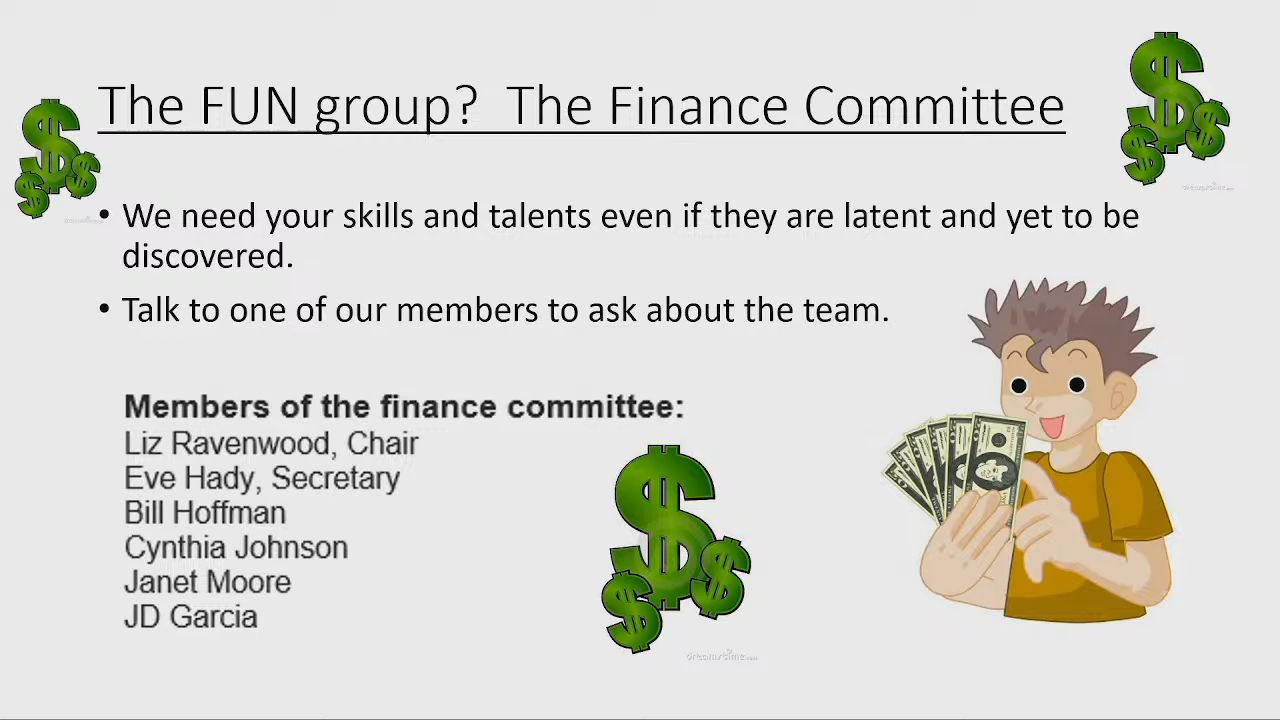 The FUN group?  The Finance Committee
• We need your skills and talents even if they are latent and yet to be
discovered.
• Talk to one of our members to ask about the team.
Members of the finance committee:
Liz Ravenwood, Chair
Eve Hady, Secretary
Bill Hoffman
Cynthia Johnson
Janet Moore
JD Garcia